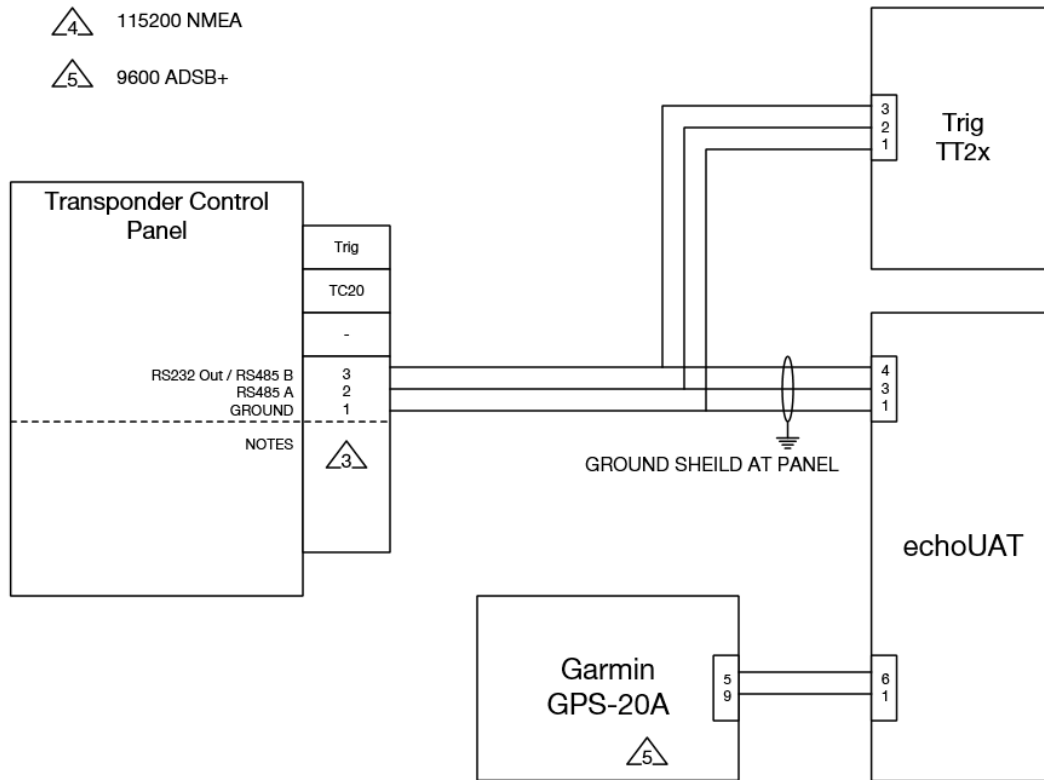 4 115200 NMEA
5 9600 ADSB+
Transponder Control
Panel
Trig
TC20
-
RS232 Out / RS485 B 3
RS485 A 2
GROUND 1
NOTES 3
3
2
1
Trig
TT2x
4
3
1
GROUND SHEILD AT PANEL
echoUAT
Garmin
GPS-20A
5
5
9
6
1